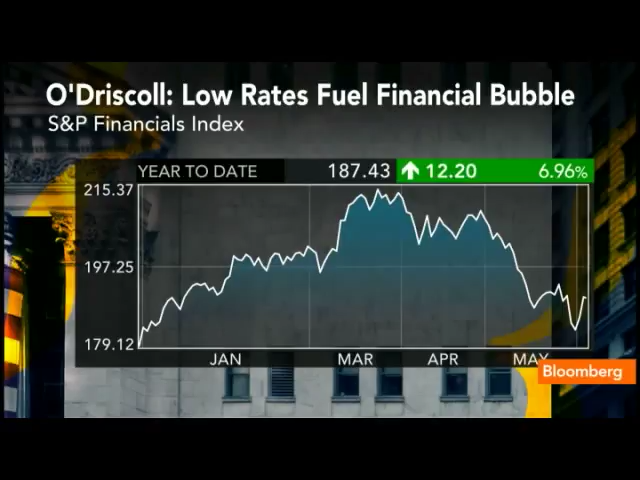 O'Driscoll: Low Rates Fuel Financial Bubble
S&P Financials Index
YEAR TO DATE 187.43 12.20 6.96%
215.37
197.25
179.12
JAN MAR APR MAY
Bloomberg